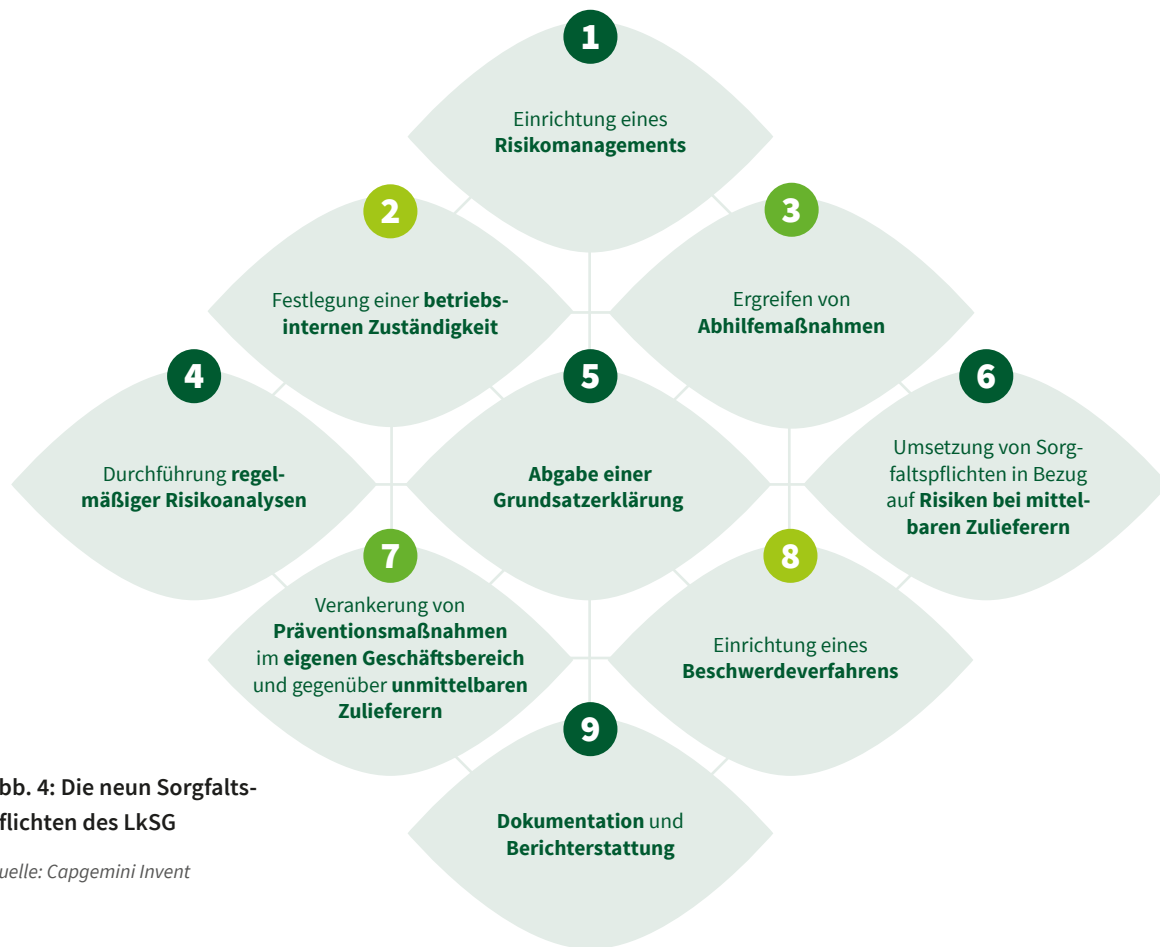 1
Einrichtung eines
Risikomanagements
2
Festlegung einer betriebs-
internen Zuständigkeit
3
Ergreifen von
Abhilfemaßnahmen
4
Durchführung regel-
mäßiger Risikoanalysen
5
Abgabe einer
Grundsatzerklärung
6
Umsetzung von Sorg-
faltspflichten in Bezug
auf Risiken bei mittel-
baren Zulieferern
7
Verankerung von
Präventionsmaßnahmen
im eigenen Geschäftsbereich
und gegenüber unmittelbaren
Zulieferern
8
Einrichtung eines
Beschwerdeverfahrens
9
Dokumentation und
Berichterstattung
bb. 4: Die neun Sorgfalts-
flichten des LkSG
uelle: Capgemini Invent